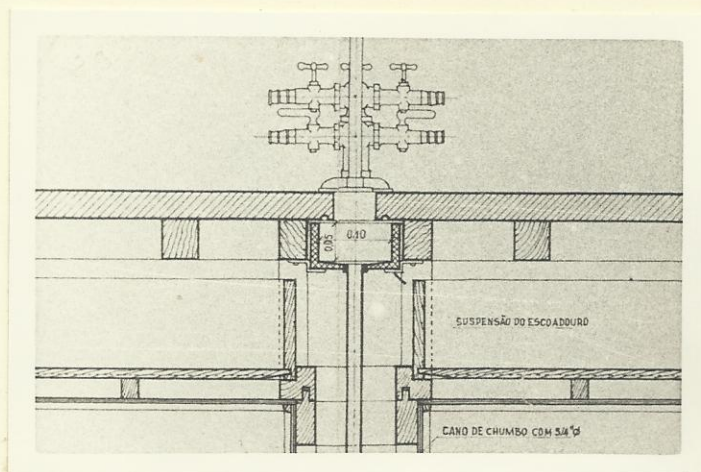 0.05
0.10
SUSPENSÃO DO ESCOADOURO
CANO DE CHUMBO COM 3/4"Ø